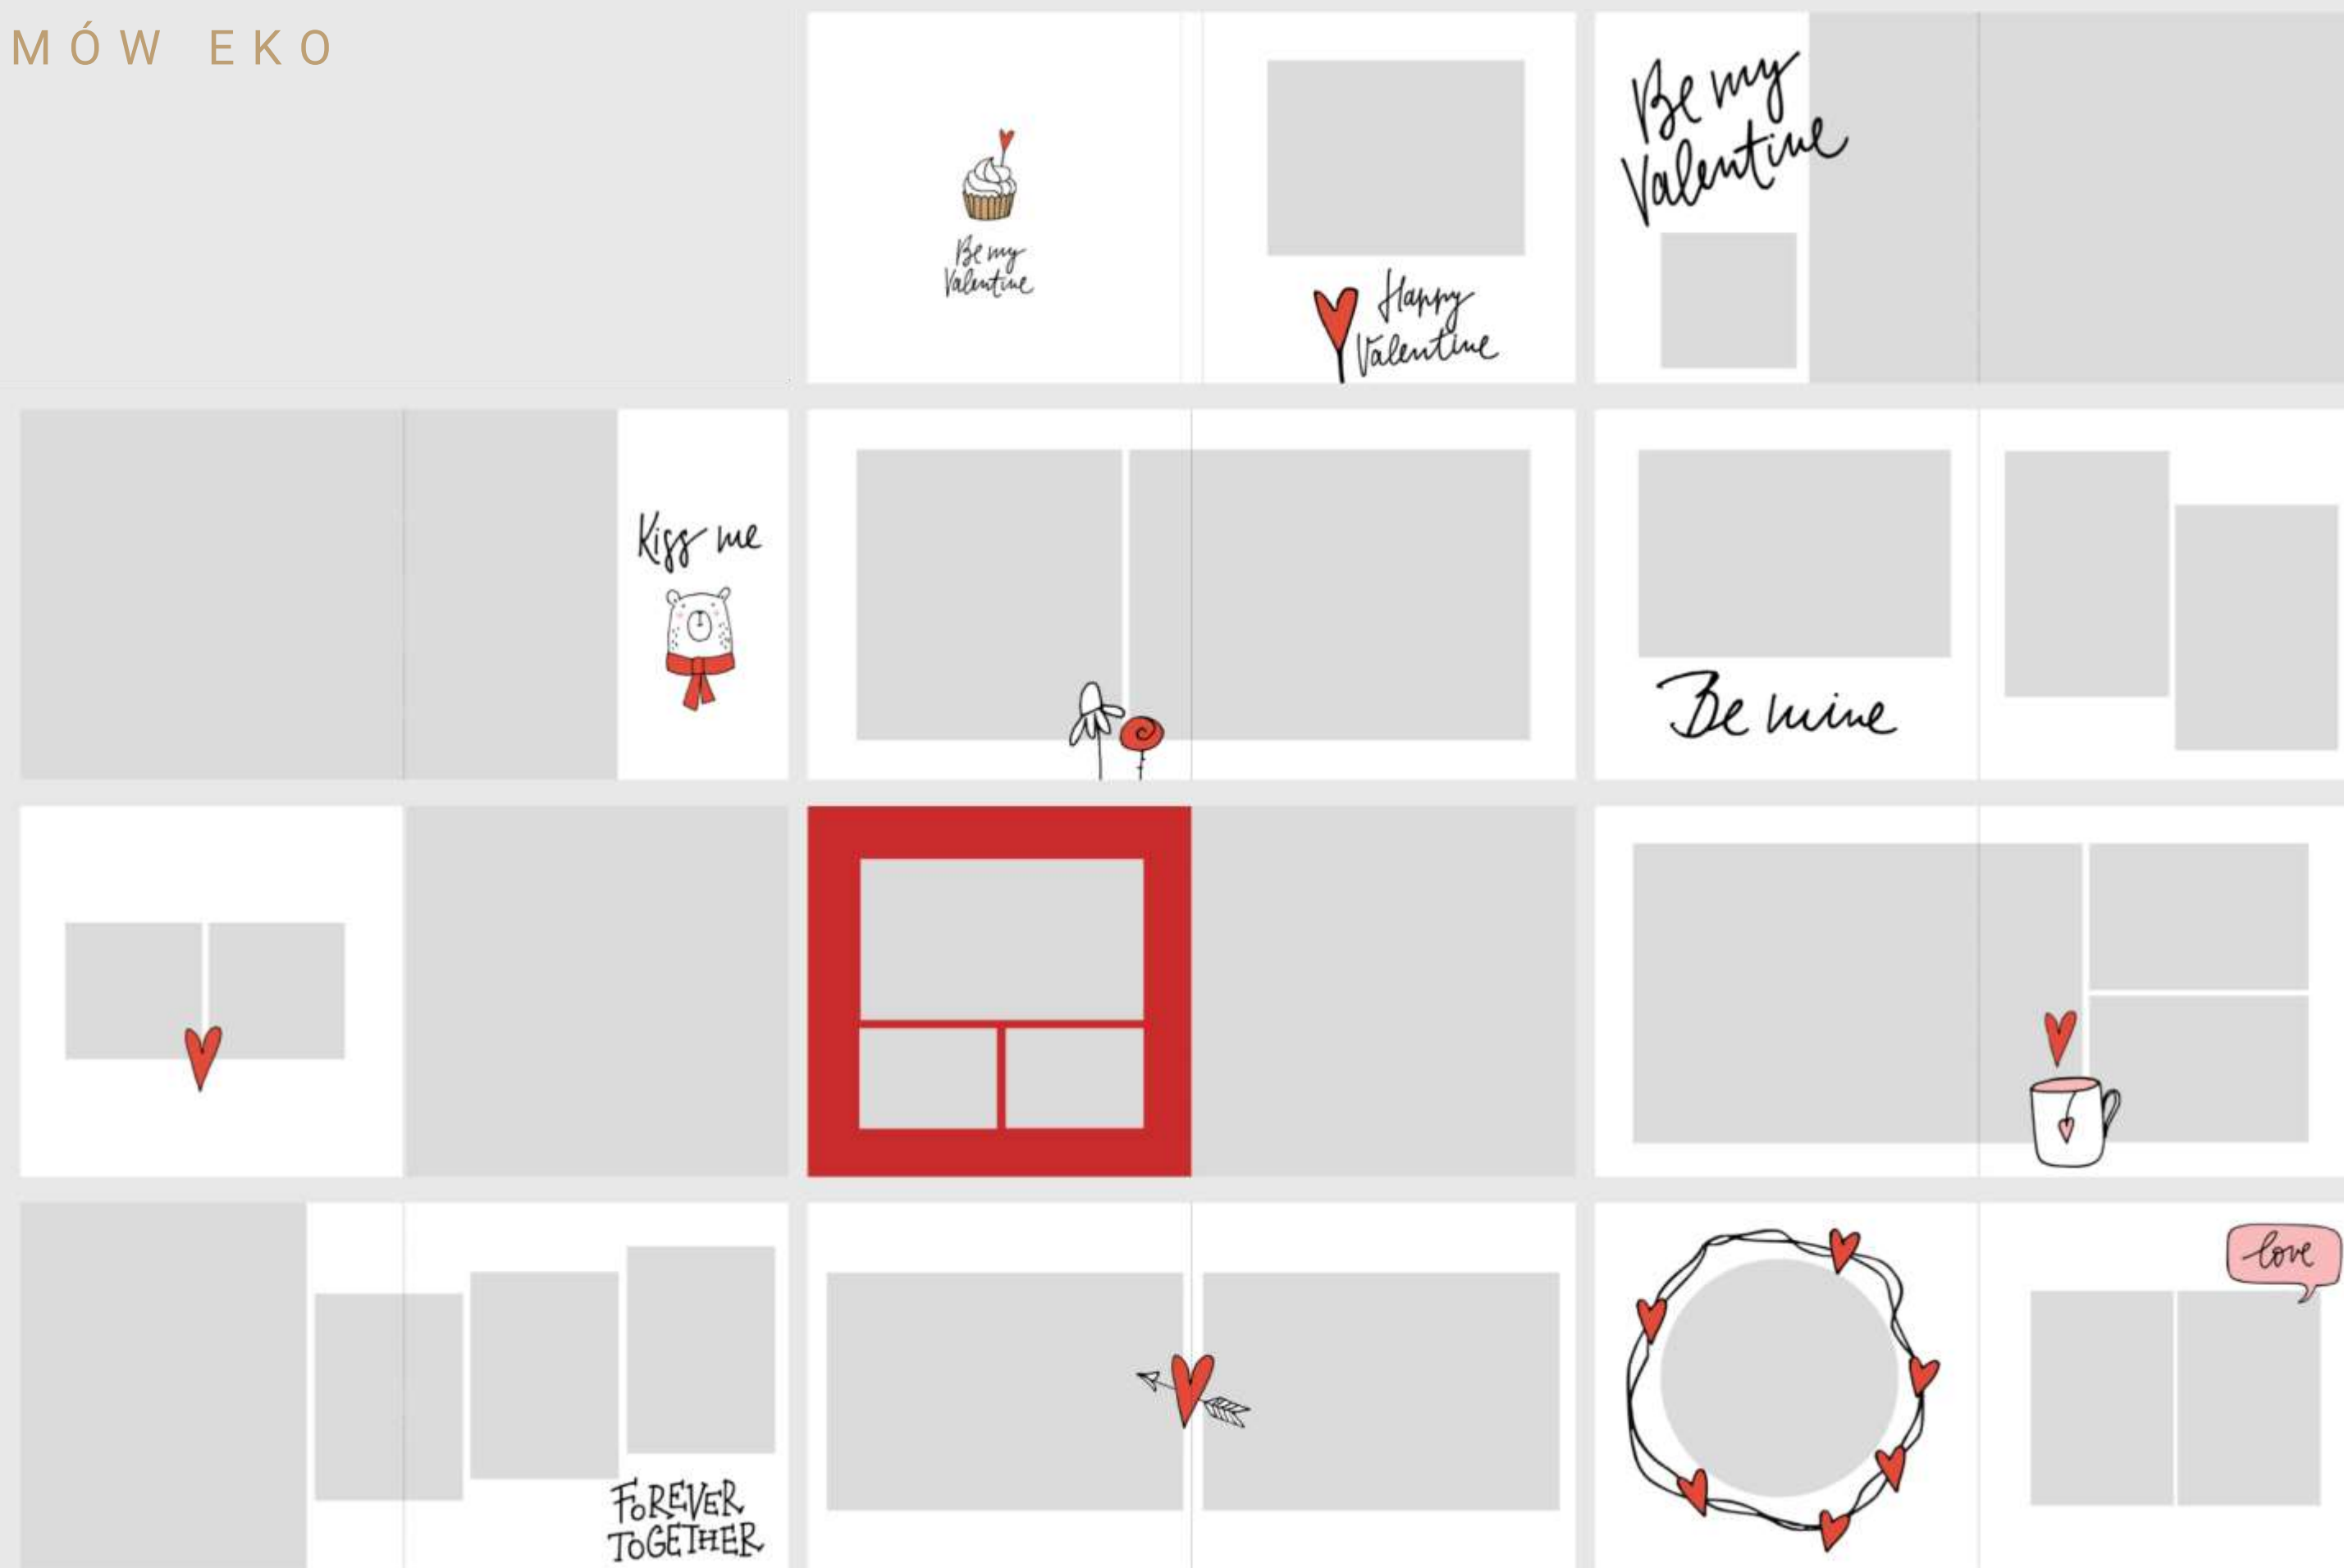 MÓW EKO
Be my
Valentine
Happy
Valentine
Be my
Valentine
Kiss me
Be mine
FOREVER
TOGETHER
love